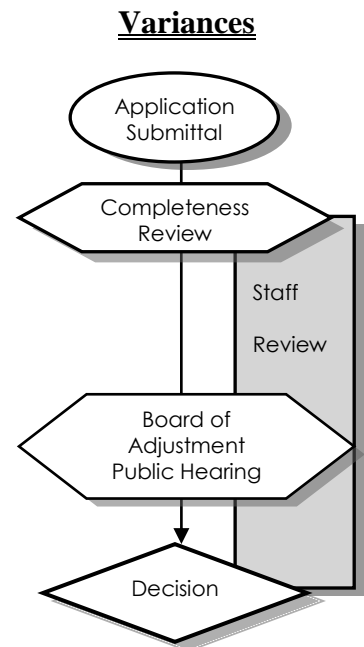 Variances
Application
Submittal
Completeness
Review
Staff
Review
Board of
Adjustment
Public Hearing
Decision